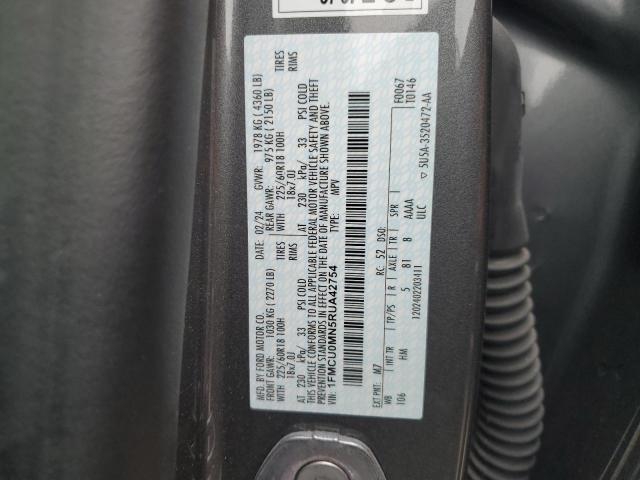 MFD. BY FORD MOTOR CO. 02/24 GVWR: 1978 KG ( 4360 LB)
FRONT GAWR: 1030 KG ( 2270 LB) REAR GAWR: 975 KG ( 2150 LB)
WITH 225/60R18 100H TIRES WITH 225/60R18 100H TIRES
18x7.0J RIMS 18x7.0J RIMS
AT 230 kPa/ 33 PSI COLD AT 230 kPa/ 33 PSI COLD
THIS VEHICLE CONFORMS TO ALL APPLICABLE FEDERAL MOTOR VEHICLE SAFETY AND THEFT
PREVENTION STANDARDS IN EFFECT ON THE DATE OF MANUFACTURE SHOWN ABOVE.
VIN: 1FMCU0MN5RUA42754 TYPE: MPV
F0067
T0146
EXT PNT: M7 RC: 52 DSO:
WB INT TR TP/PS R AXLE TR SPR
106 HM 5 81 8 AAAA
ULC
1202402203411 ▽ 5U5A-3520472-AA